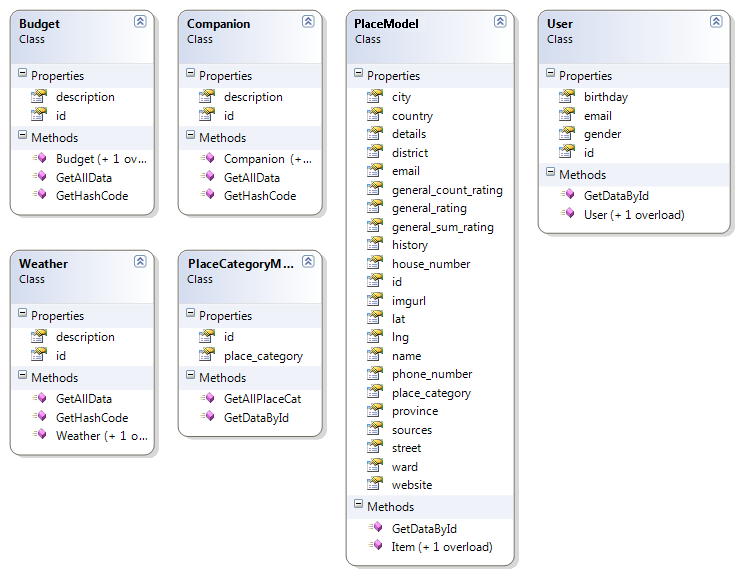 Budget
Class
Properties
description
id
Methods
Budget (+ 1 ov...
GetAllData
GetHashCode
Companion
Class
Properties
description
id
Methods
Companion (+...
GetAllData
GetHashCode
PlaceModel
Class
Properties
city
country
details
district
email
general_count_rating
general_rating
general_sum_rating
history
house_number
id
imgurl
lat
lng
name
phone_number
place_category
province
sources
street
ward
website
Methods
GetDataById
Item (+ 1 overload)
User
Class
Properties
birthday
email
gender
id
Methods
GetDataById
User (+ 1 overload)
Weather
Class
Properties
description
id
Methods
GetAllData
GetHashCode
Weather (+ 1 o...
PlaceCategoryM...
Class
Properties
id
place_category
Methods
GetAllPlaceCat
GetDataById